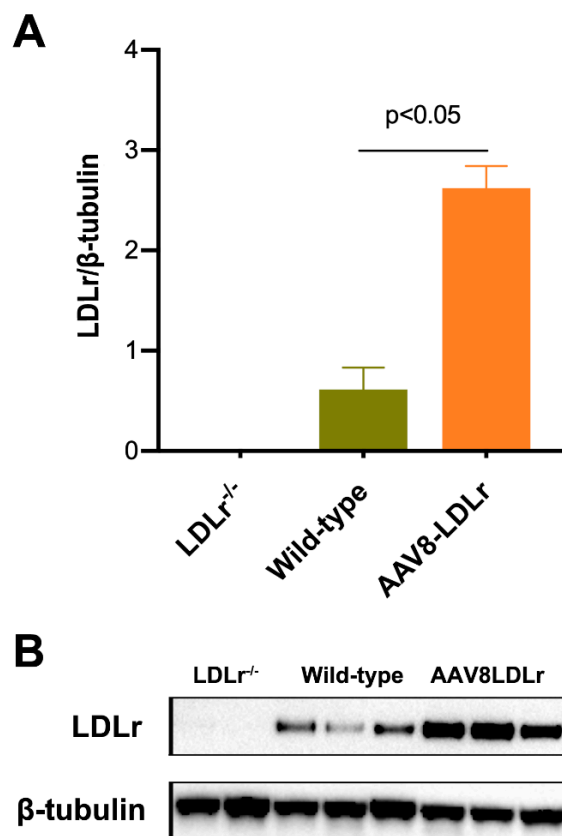 A
4
3
2
1
0
LDLr/β-tubulin
p<0.05
LDLr-/-
Wild-type
AAV8-LDLr
B
LDLr-/- Wild-type AAV8LDLr
LDLr
β-tubulin